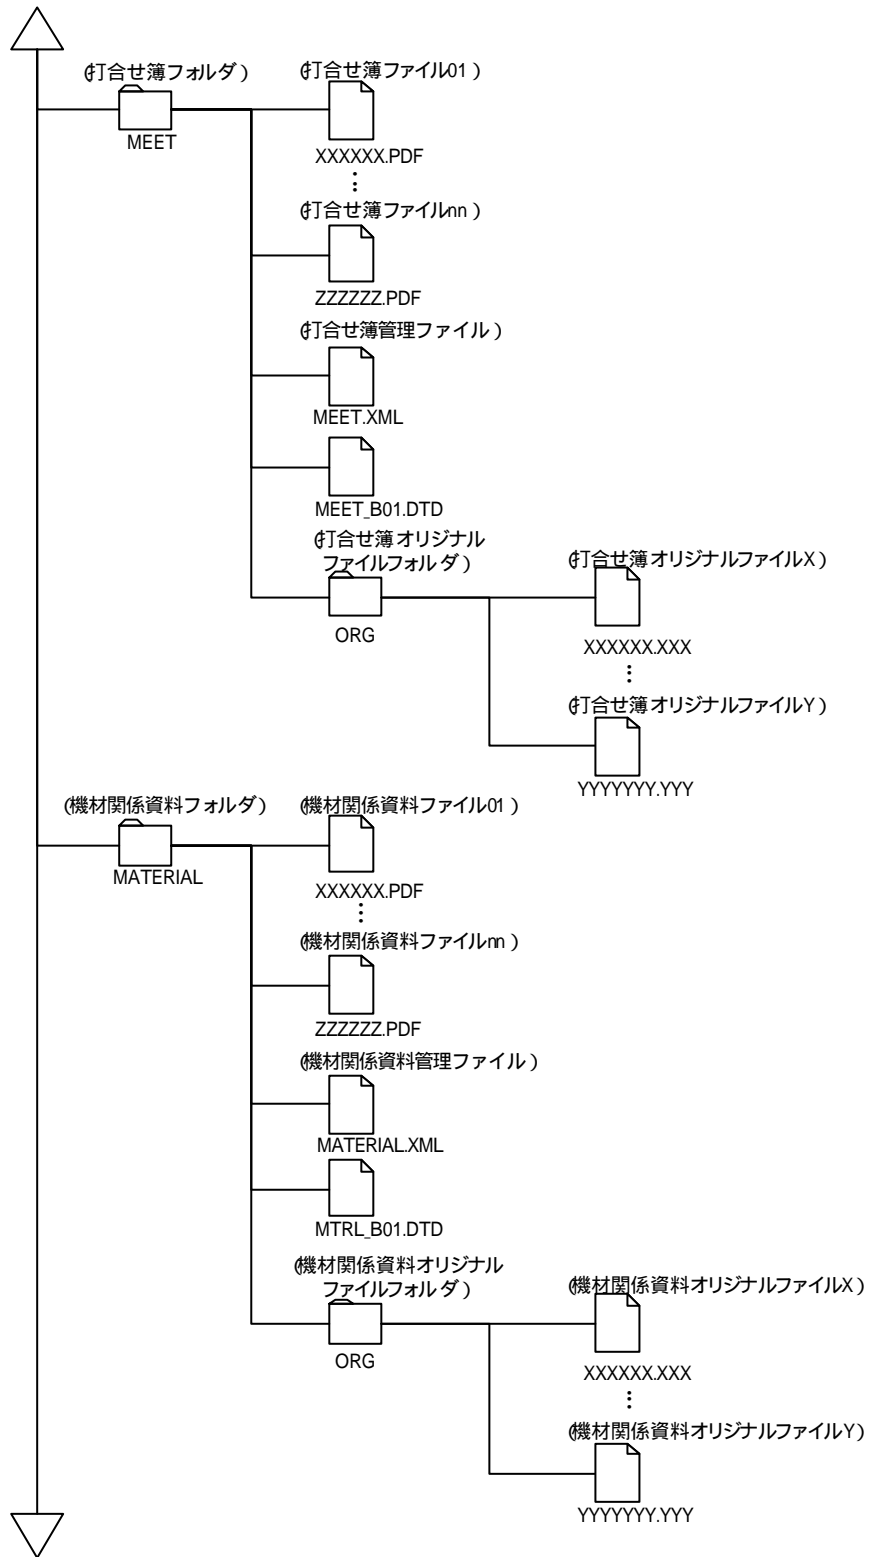 (打合せ簿フォルダ)
MEET
(打合せ簿ファイル01)
XXXXXX.PDF
(打合せ簿ファイルnn)
ZZZZZZ.PDF
(打合せ簿管理ファイル)
MEET.XML
MEET_B01.DTD
(打合せ簿オリジナル
ファイルフォルダ)
ORG
(打合せ簿オリジナルファイルX)
XXXXXX.XXX
(打合せ簿オリジナルファイルY)
YYYYYYY.YYY
(機材関係資料フォルダ)
MATERIAL
(機材関係資料ファイル01)
XXXXXX.PDF
(機材関係資料ファイルnn)
ZZZZZZ.PDF
(機材関係資料管理ファイル)
MATERIAL.XML
MTRL_B01.DTD
(機材関係資料オリジナル
ファイルフォルダ)
ORG
(機材関係資料オリジナルファイルX)
XXXXXX.XXX
(機材関係資料オリジナルファイルY)
YYYYYYY.YYY